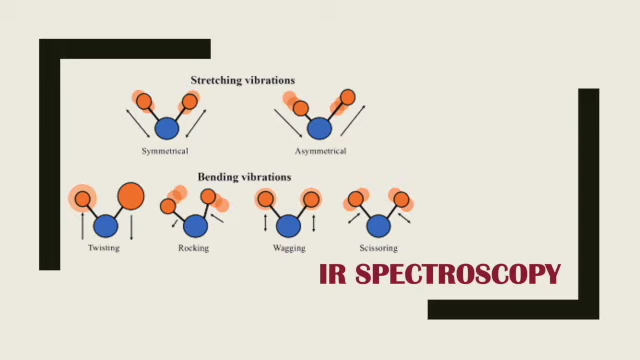 Stretching vibrations
Symmetrical
Asymmetrical
Bending vibrations
Twisting
Rocking
Wagging
Scissoring
IR SPECTROSCOPY